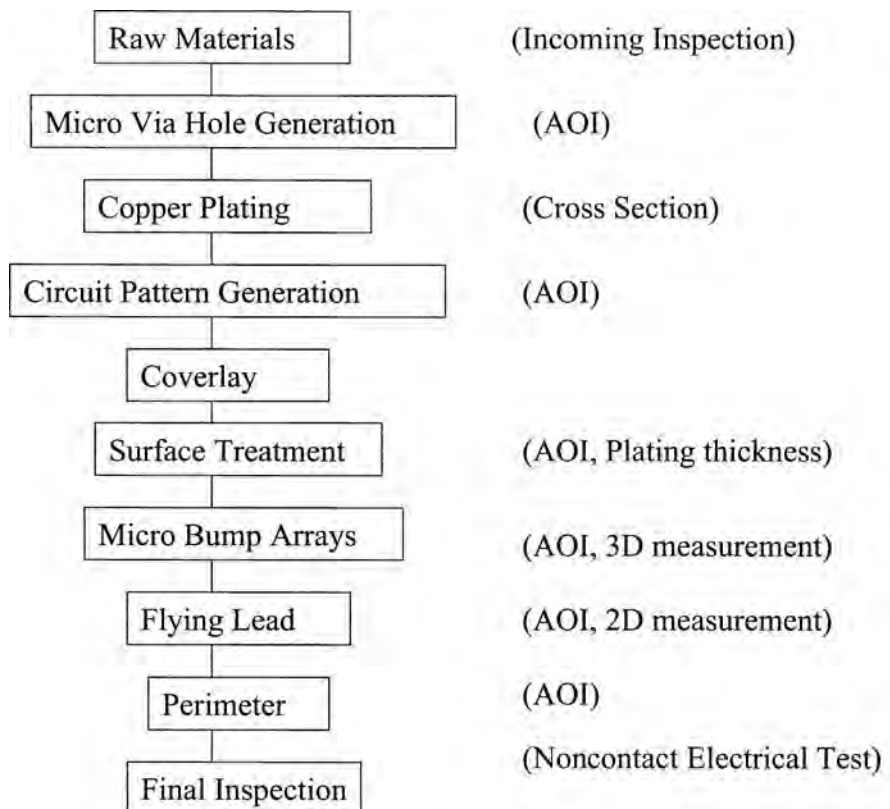 Raw Materials (Incoming Inspection)
Micro Via Hole Generation (AOI)
Copper Plating (Cross Section)
Circuit Pattern Generation (AOI)
Coverlay
Surface Treatment (AOI, Plating thickness)
Micro Bump Arrays (AOI, 3D measurement)
Flying Lead (AOI, 2D measurement)
Perimeter (AOI)
(Noncontact Electrical Test)
Final Inspection